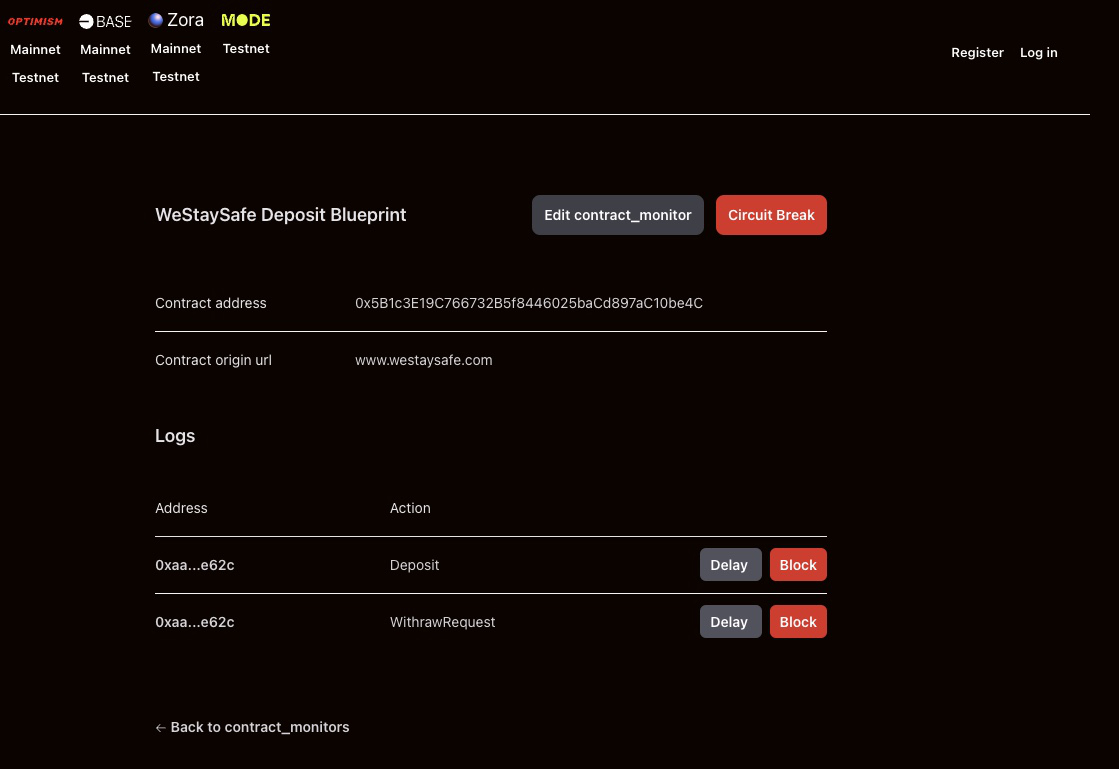 OPTIMISM BASE Zora MODE
Mainnet Mainnet Mainnet Testnet
Testnet Testnet Testnet
Register Log in
WeStaySafe Deposit Blueprint Edit contract_monitor Circuit Break
Contract address 0x5B1c3E19C766732B5f8446025baCd897aC10be4C
Contract origin url www.westaysafe.com
Logs
Address Action
0xaa...e62c Deposit Delay Block
0xaa...e62c WithrawRequest Delay Block
← Back to contract_monitors